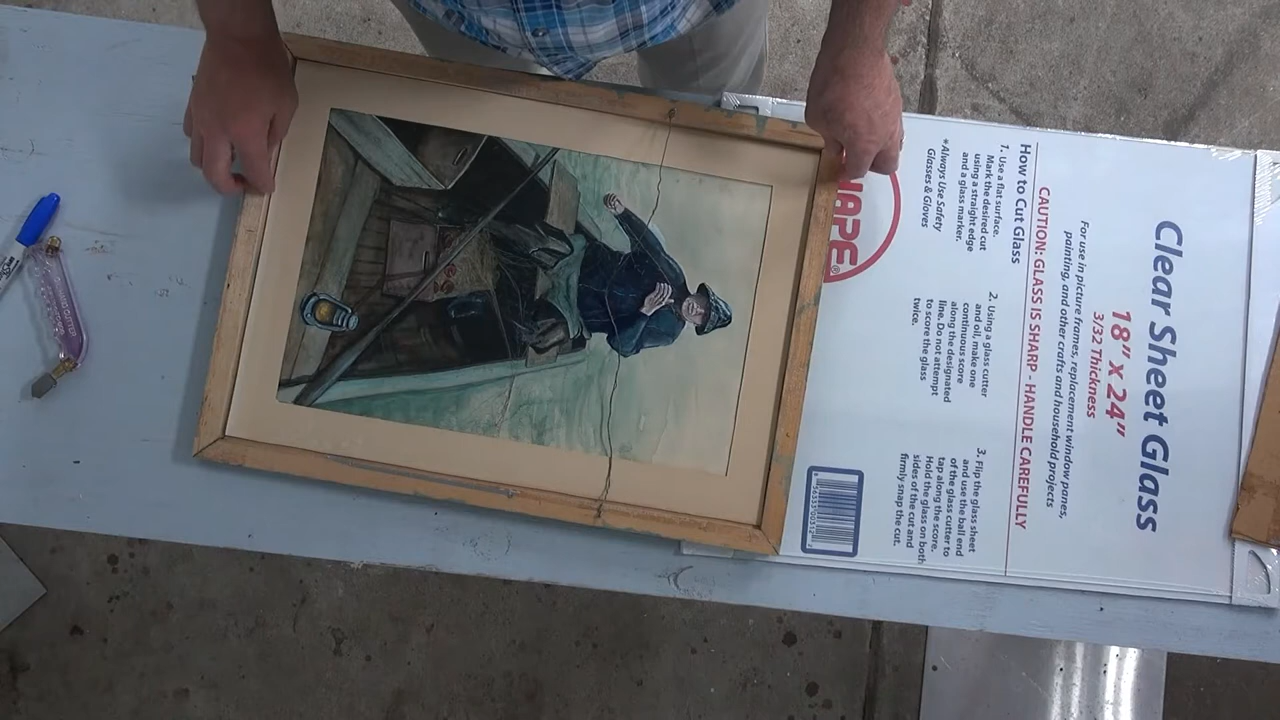 Clear Sheet Glass
18” x 24”
3/32 Thickness
For use in picture frames, replacement window panes,
painting, and other crafts and household projects
CAUTION: GLASS IS SHARP - HANDLE CAREFULLY
How to Cut Glass
1. Use a flat surface.
Mark the desired cut
using a straight edge
and a glass marker.
*Always Use Safety
Glasses & Gloves
2. Using a glass cutter
and oil, make one
continuous score
along the designated
line. Do not attempt
to score the glass
twice.
3. Flip the glass sheet
and use the ball end
of the glass cutter to
tap along the score.
Hold the glass on both
sides of the cut and
firmly snap the cut.
APE®